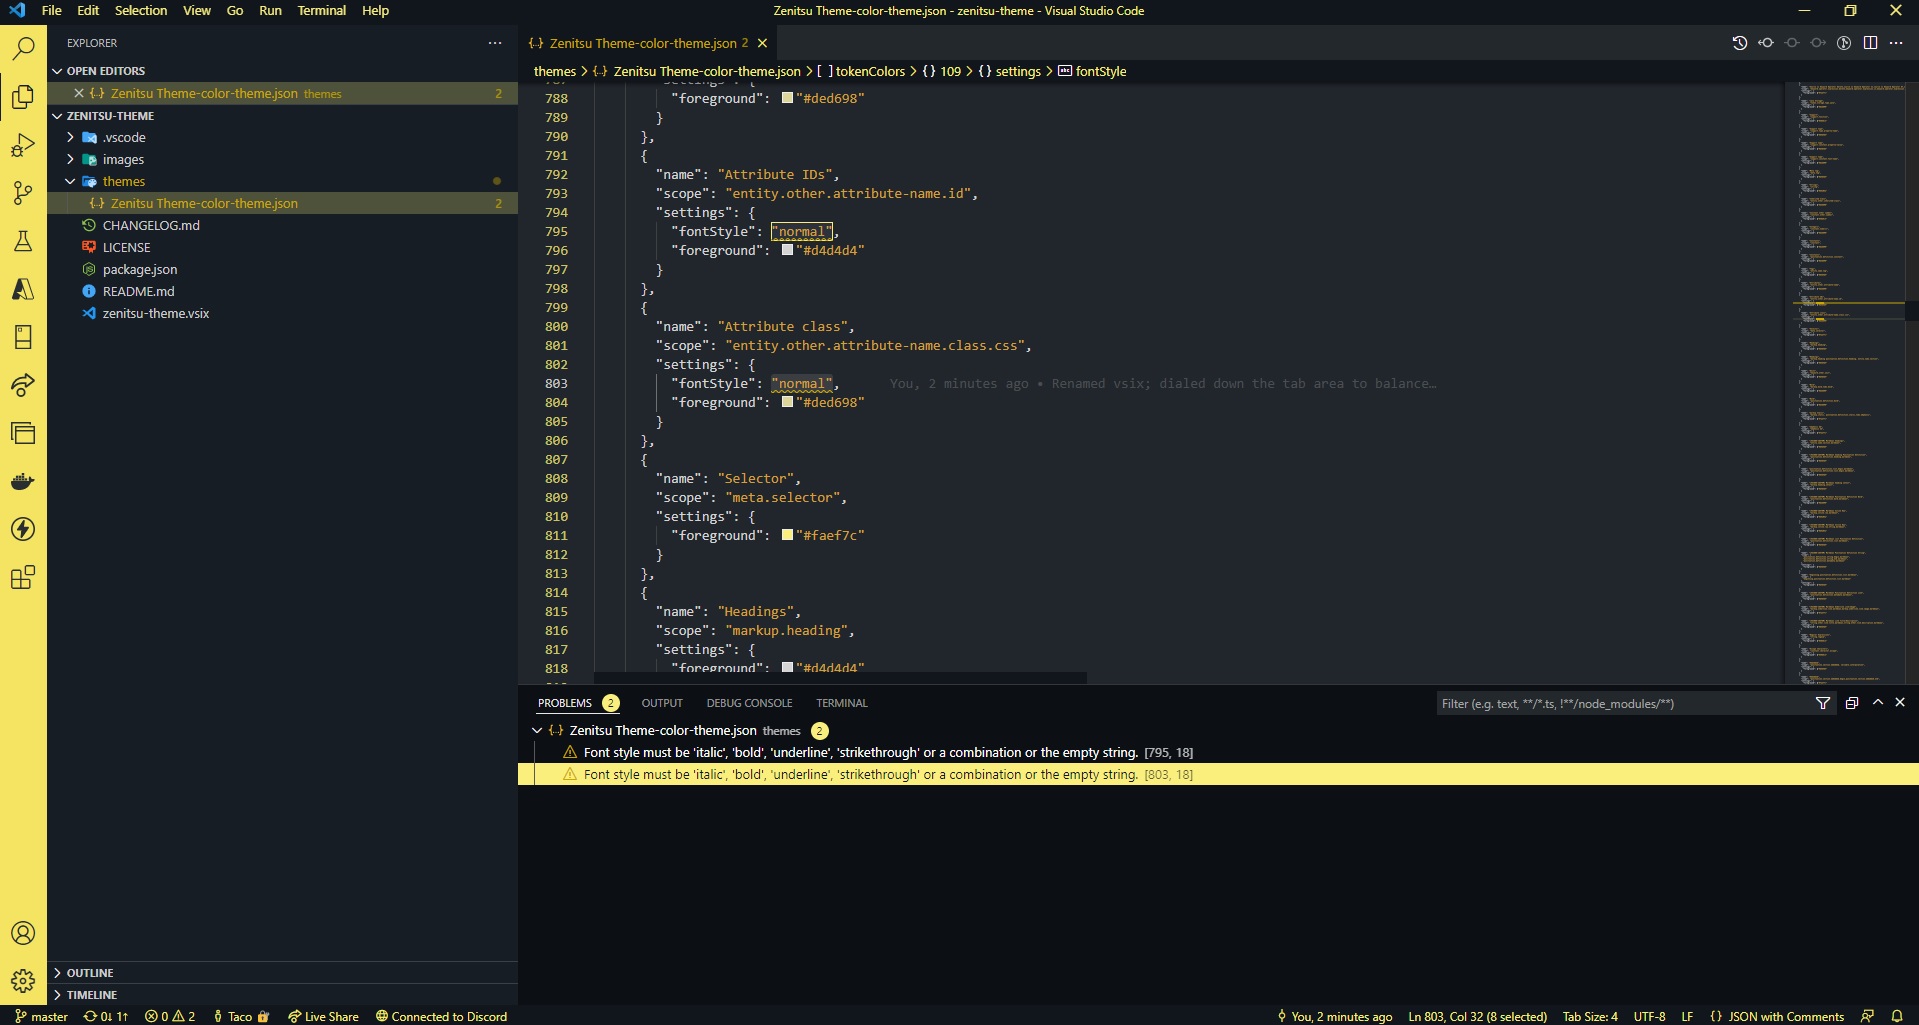 File Edit Selection View Go Run Terminal Help
Zenitsu Theme-color-theme.json - zenitsu-theme - Visual Studio Code
EXPLORER
OPEN EDITORS
Zenitsu Theme-color-theme.json themes 2
ZENITSU-THEME
.vscode
images
themes
Zenitsu Theme-color-theme.json 2
CHANGELOG.md
LICENSE
package.json
README.md
zenitsu-theme.vsix
OUTLINE
TIMELINE
Zenitsu Theme-color-theme.json 2
themes > {..} Zenitsu Theme-color-theme.json > [ ] tokenColors > {} 109 > {} settings > abc fontStyle
788 "foreground": "#ded698"
789 }
790 },
791 {
792 "name": "Attribute IDs",
793 "scope": "entity.other.attribute-name.id",
794 "settings": {
795 "fontStyle": "normal",
796 "foreground": "#d4d4d4"
797 }
798 },
799 {
800 "name": "Attribute class",
801 "scope": "entity.other.attribute-name.class.css",
802 "settings": {
803 "fontStyle": "normal", You, 2 minutes ago • Renamed vsix; dialed down the tab area to balance…
804 "foreground": "#ded698"
805 }
806 },
807 {
808 "name": "Selector",
809 "scope": "meta.selector",
810 "settings": {
811 "foreground": "#faef7c"
812 }
813 },
814 {
815 "name": "Headings",
816 "scope": "markup.heading",
817 "settings": {
818 "foreground": "#d4d4d4"
PROBLEMS 2 OUTPUT DEBUG CONSOLE TERMINAL
Filter (e.g. text, **/*.ts, !**/node_modules/**)
Zenitsu Theme-color-theme.json themes 2
Font style must be 'italic', 'bold', 'underline', 'strikethrough' or a combination or the empty string. [795, 18]
Font style must be 'italic', 'bold', 'underline', 'strikethrough' or a combination or the empty string. [803, 18]
master 0↓ 1↑ 0 2 Taco Live Share Connected to Discord
You, 2 minutes ago Ln 803, Col 32 (8 selected) Tab Size: 4 UTF-8 LF {} JSON with Comments